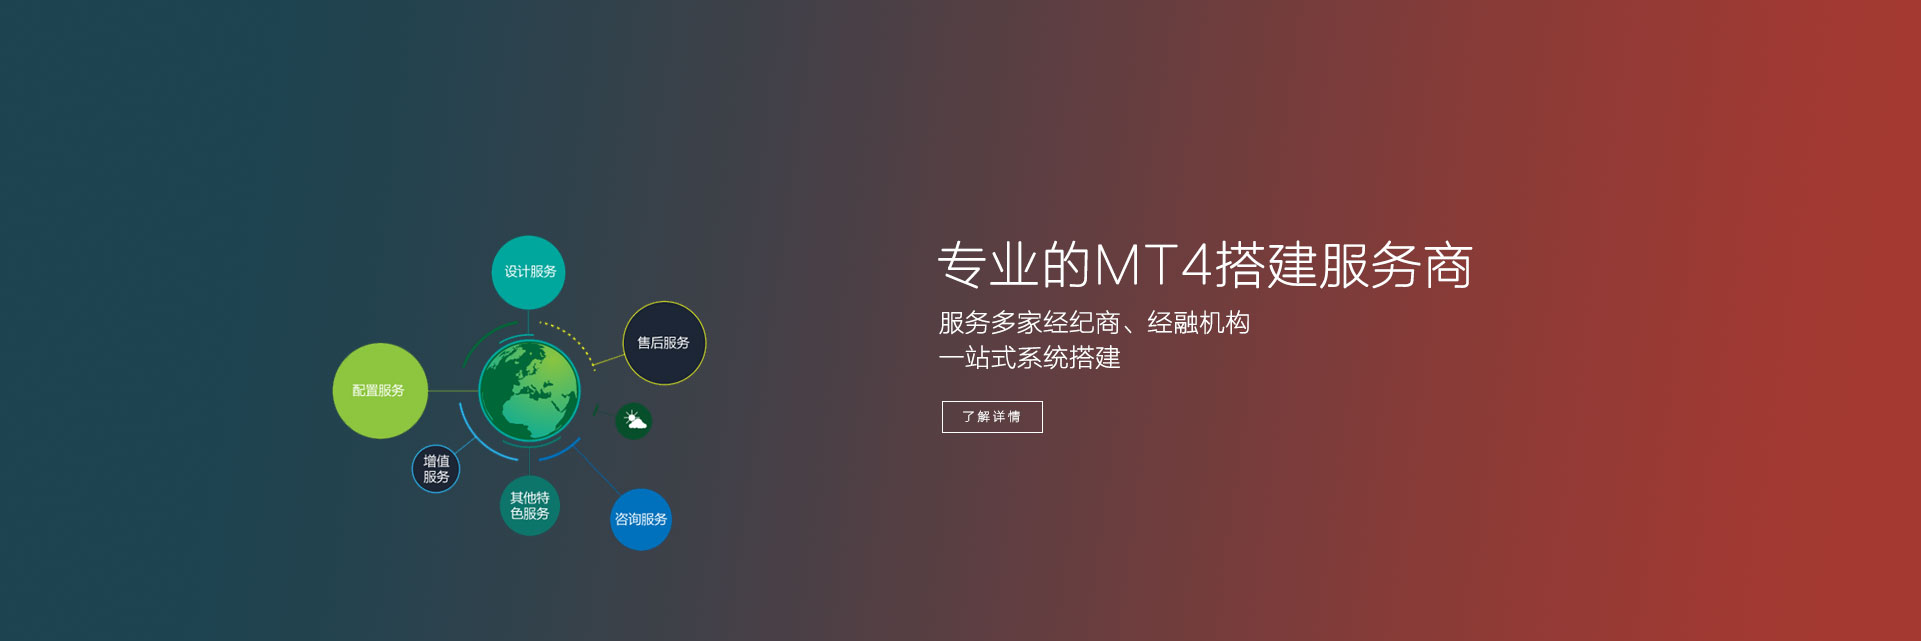 专业的MT4搭建服务商
服务多家经纪商、经融机构
一站式系统搭建
了解详情
设计服务
售后服务
配置服务
增值
服务
其他特
色服务
咨询服务